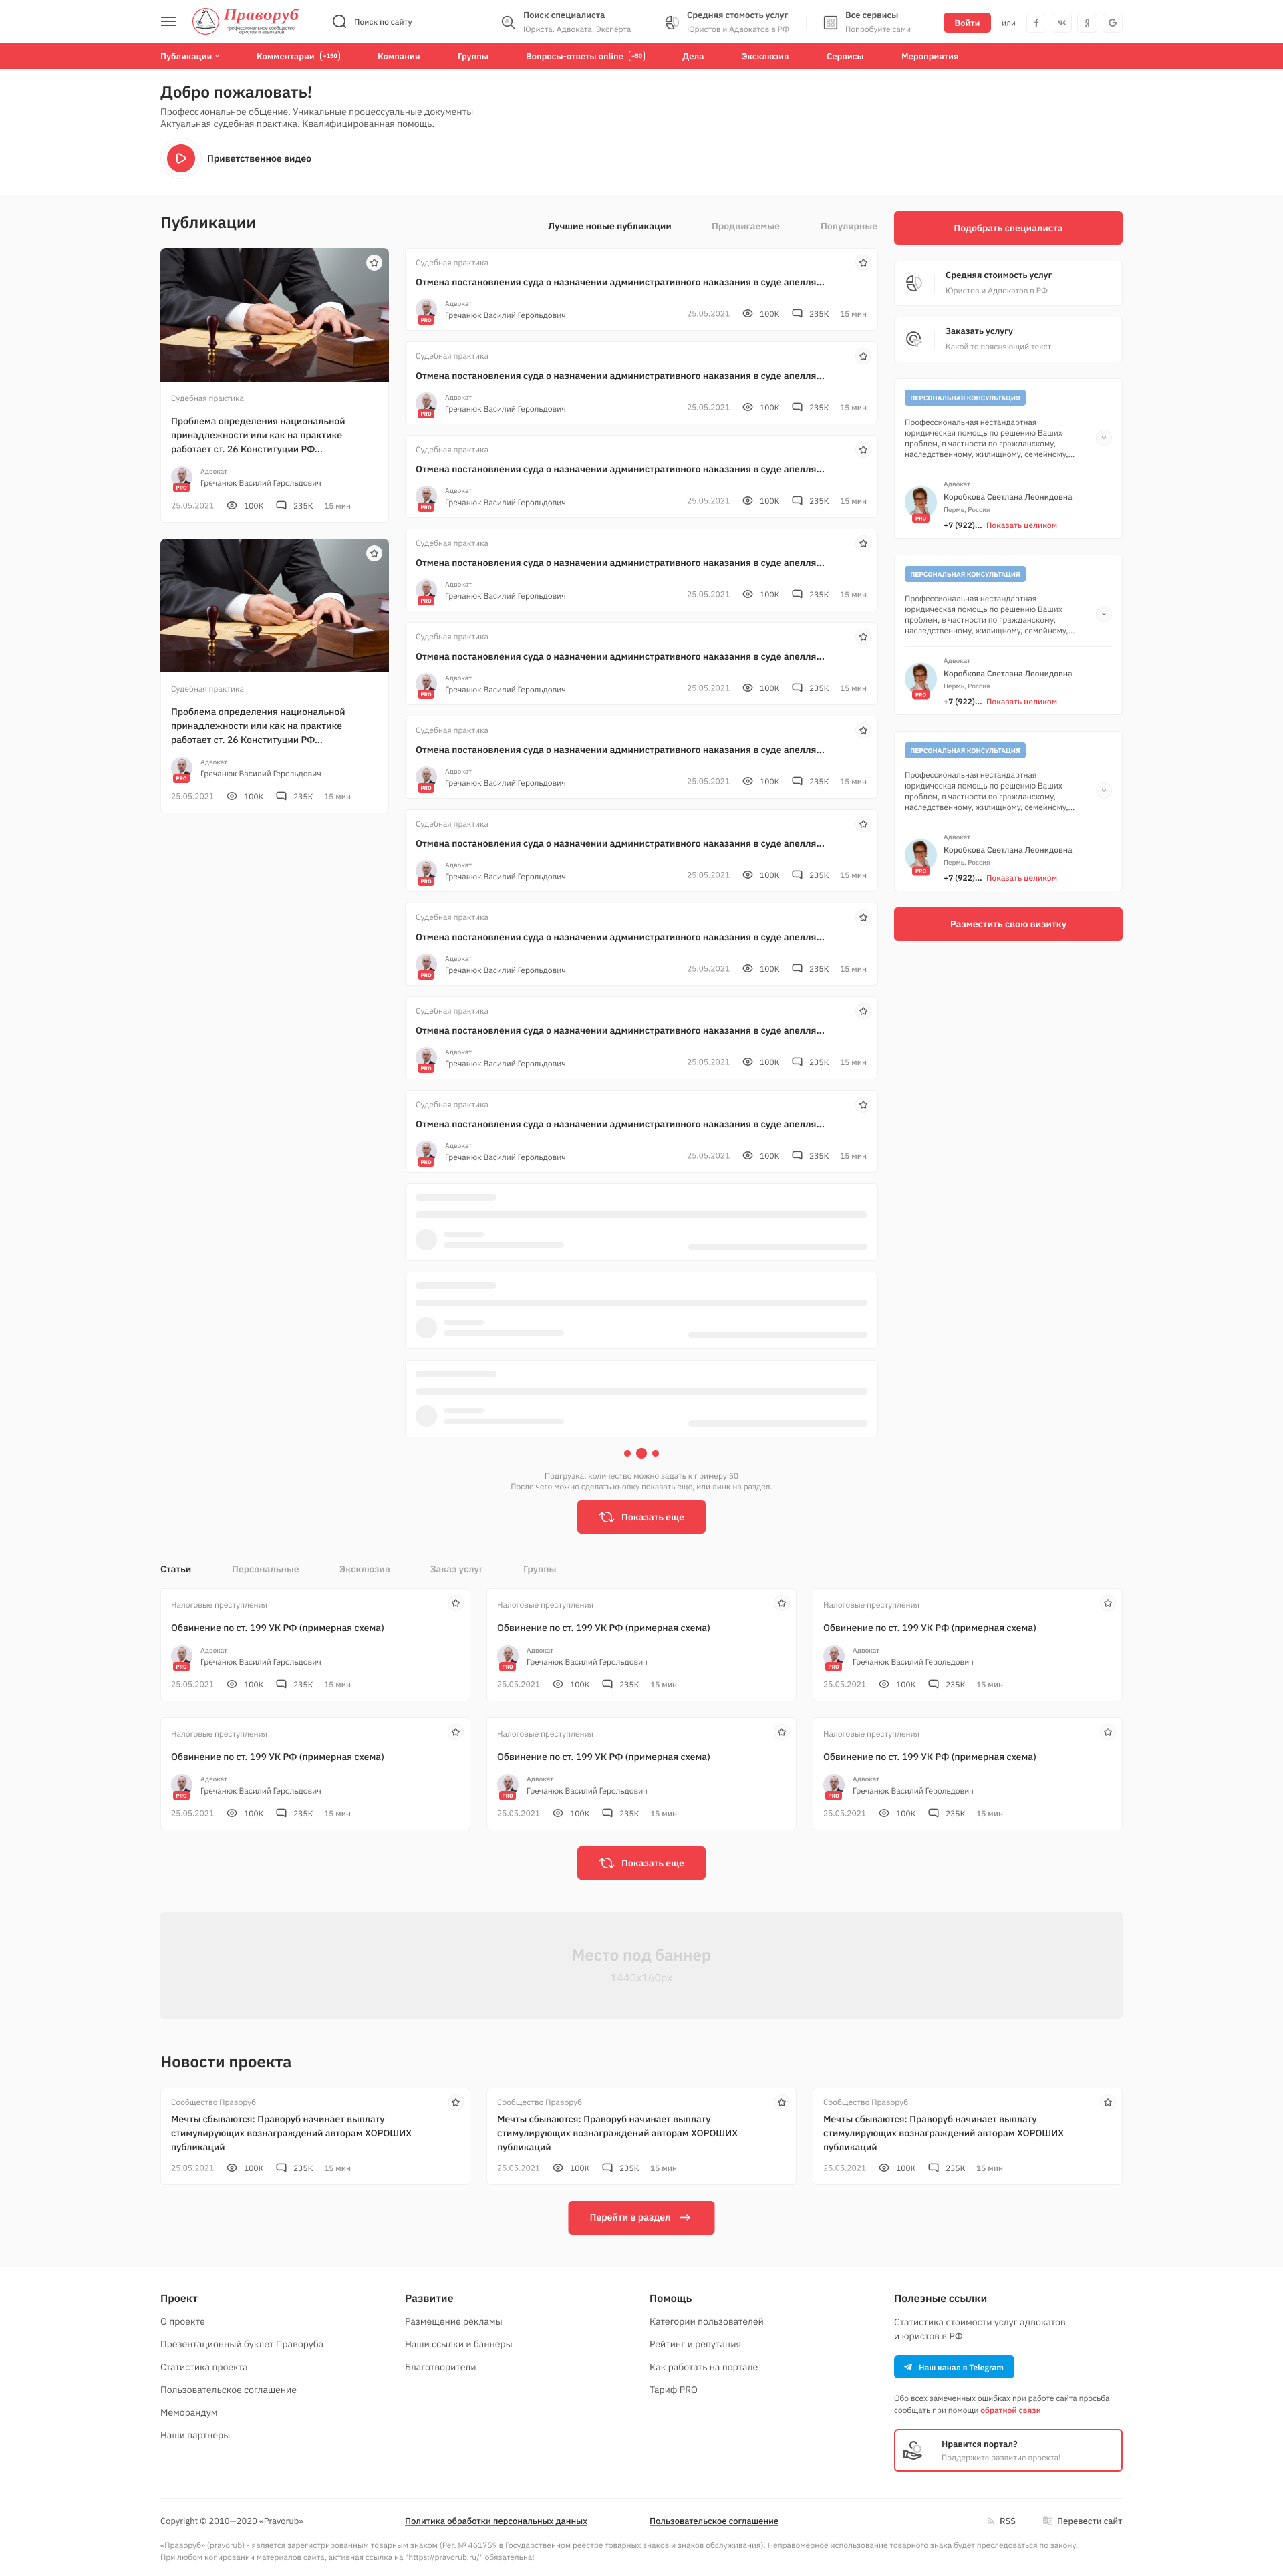 Праворуб
профессиональное сообщество
юристов и адвокатов
Поиск по сайту
Поиск специалиста
Юриста. Адвоката. Эксперта
Средняя стомость услуг
Юристов и Адвокатов в РФ
Все сервисы
Попробуйте сами
Войти
или
Публикации
Комментарии +150
Компании
Группы
Вопросы-ответы online +50
Дела
Эксклюзив
Сервисы
Мероприятия
Добро пожаловать!
Профессиональное общение. Уникальные процессуальные документы
Актуальная судебная практика. Квалифицированная помощь.
Приветственное видео
Публикации
Судебная практика
Проблема определения национальной
принадлежности или как на практике
работает ст. 26 Конституции РФ...
Адвокат
Гречанюк Василий Герольдович
PRO
25.05.2021 100K 235K 15 мин
Судебная практика
Проблема определения национальной
принадлежности или как на практике
работает ст. 26 Конституции РФ...
Адвокат
Гречанюк Василий Герольдович
PRO
25.05.2021 100K 235K 15 мин
Лучшие новые публикации
Продвигаемые
Популярные
Судебная практика
Отмена постановления суда о назначении административного наказания в суде апелля...
Адвокат
Гречанюк Василий Герольдович
PRO
25.05.2021 100K 235K 15 мин
Судебная практика
Отмена постановления суда о назначении административного наказания в суде апелля...
Адвокат
Гречанюк Василий Герольдович
PRO
25.05.2021 100K 235K 15 мин
Судебная практика
Отмена постановления суда о назначении административного наказания в суде апелля...
Адвокат
Гречанюк Василий Герольдович
PRO
25.05.2021 100K 235K 15 мин
Судебная практика
Отмена постановления суда о назначении административного наказания в суде апелля...
Адвокат
Гречанюк Василий Герольдович
PRO
25.05.2021 100K 235K 15 мин
Судебная практика
Отмена постановления суда о назначении административного наказания в суде апелля...
Адвокат
Гречанюк Василий Герольдович
PRO
25.05.2021 100K 235K 15 мин
Судебная практика
Отмена постановления суда о назначении административного наказания в суде апелля...
Адвокат
Гречанюк Василий Герольдович
PRO
25.05.2021 100K 235K 15 мин
Судебная практика
Отмена постановления суда о назначении административного наказания в суде апелля...
Адвокат
Гречанюк Василий Герольдович
PRO
25.05.2021 100K 235K 15 мин
Судебная практика
Отмена постановления суда о назначении административного наказания в суде апелля...
Адвокат
Гречанюк Василий Герольдович
PRO
25.05.2021 100K 235K 15 мин
Судебная практика
Отмена постановления суда о назначении административного наказания в суде апелля...
Адвокат
Гречанюк Василий Герольдович
PRO
25.05.2021 100K 235K 15 мин
Судебная практика
Отмена постановления суда о назначении административного наказания в суде апелля...
Адвокат
Гречанюк Василий Герольдович
PRO
25.05.2021 100K 235K 15 мин
Подобрать специалиста
Средняя стоимость услуг
Юристов и Адвокатов в РФ
Заказать услугу
Какой то поясняющий текст
ПЕРСОНАЛЬНАЯ КОНСУЛЬТАЦИЯ
Профессиональная нестандартная
юридическая помощь по решению Ваших
проблем, в частности по гражданскому,
наследственному, жилищному, семейному,...
Адвокат
Коробкова Светлана Леонидовна
Пермь, Россия
PRO
+7 (922)... Показать целиком
ПЕРСОНАЛЬНАЯ КОНСУЛЬТАЦИЯ
Профессиональная нестандартная
юридическая помощь по решению Ваших
проблем, в частности по гражданскому,
наследственному, жилищному, семейному,...
Адвокат
Коробкова Светлана Леонидовна
Пермь, Россия
PRO
+7 (922)... Показать целиком
ПЕРСОНАЛЬНАЯ КОНСУЛЬТАЦИЯ
Профессиональная нестандартная
юридическая помощь по решению Ваших
проблем, в частности по гражданскому,
наследственному, жилищному, семейному,...
Адвокат
Коробкова Светлана Леонидовна
Пермь, Россия
PRO
+7 (922)... Показать целиком
Разместить свою визитку
Подгрузка, количество можно задать к примеру 50
После чего можно сделать кнопку показать еще, или линк на раздел.
Показать еще
Статьи
Персональные
Эксклюзив
Заказ услуг
Группы
Налоговые преступления
Обвинение по ст. 199 УК РФ (примерная схема)
Адвокат
Гречанюк Василий Герольдович
PRO
25.05.2021 100K 235K 15 мин
Налоговые преступления
Обвинение по ст. 199 УК РФ (примерная схема)
Адвокат
Гречанюк Василий Герольдович
PRO
25.05.2021 100K 235K 15 мин
Налоговые преступления
Обвинение по ст. 199 УК РФ (примерная схема)
Адвокат
Гречанюк Василий Герольдович
PRO
25.05.2021 100K 235K 15 мин
Налоговые преступления
Обвинение по ст. 199 УК РФ (примерная схема)
Адвокат
Гречанюк Василий Герольдович
PRO
25.05.2021 100K 235K 15 мин
Налоговые преступления
Обвинение по ст. 199 УК РФ (примерная схема)
Адвокат
Гречанюк Василий Герольдович
PRO
25.05.2021 100K 235K 15 мин
Налоговые преступления
Обвинение по ст. 199 УК РФ (примерная схема)
Адвокат
Гречанюк Василий Герольдович
PRO
25.05.2021 100K 235K 15 мин
Показать еще
Место под баннер
1440x160px
Новости проекта
Сообщество Праворуб
Мечты сбываются: Праворуб начинает выплату
стимулирующих вознаграждений авторам ХОРОШИХ
публикаций
25.05.2021 100K 235K 15 мин
Сообщество Праворуб
Мечты сбываются: Праворуб начинает выплату
стимулирующих вознаграждений авторам ХОРОШИХ
публикаций
25.05.2021 100K 235K 15 мин
Сообщество Праворуб
Мечты сбываются: Праворуб начинает выплату
стимулирующих вознаграждений авторам ХОРОШИХ
публикаций
25.05.2021 100K 235K 15 мин
Перейти в раздел
Проект
О проекте
Презентационный буклет Праворуба
Статистика проекта
Пользовательское соглашение
Меморандум
Наши партнеры
Развитие
Размещение рекламы
Наши ссылки и баннеры
Благотворители
Помощь
Категории пользователей
Рейтинг и репутация
Как работать на портале
Тариф PRO
Полезные ссылки
Статистика стоимости услуг адвокатов
и юристов в РФ
Наш канал в Telegram
Обо всех замеченных ошибках при работе сайта просьба
сообщать при помощи обратной связи
Нравится портал?
Поддержите развитие проекта!
Copyright © 2010—2020 «Pravorub»
Политика обработки персональных данных
Пользовательское соглашение
RSS
Перевести сайт
«Праворуб» (pravorub) - является зарегистрированным товарным знаком (Рег. № 461759 в Государственном реестре товарных знаков и знаков обслуживания). Неправомерное использование товарного знака будет преследоваться по закону.
При любом копировании материалов сайта, активная ссылка на "https://pravorub.ru/" обязательна!